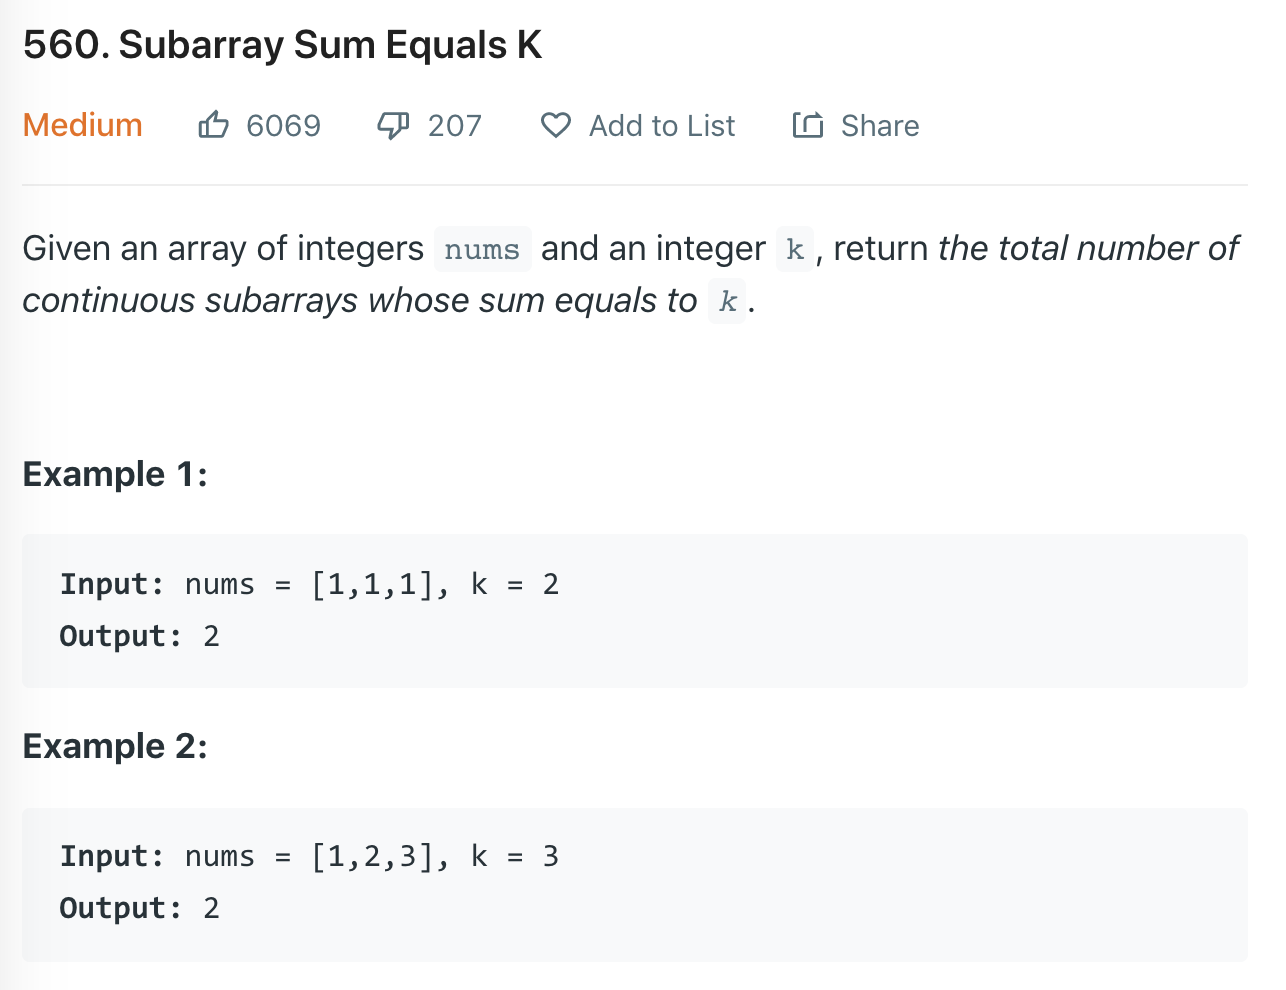 560. Subarray Sum Equals K
Medium 6069 207 Add to List Share
Given an array of integers nums and an integer k, return the total number of
continuous subarrays whose sum equals to k.
Example 1:
Input: nums = [1,1,1], k = 2
Output: 2
Example 2:
Input: nums = [1,2,3], k = 3
Output: 2